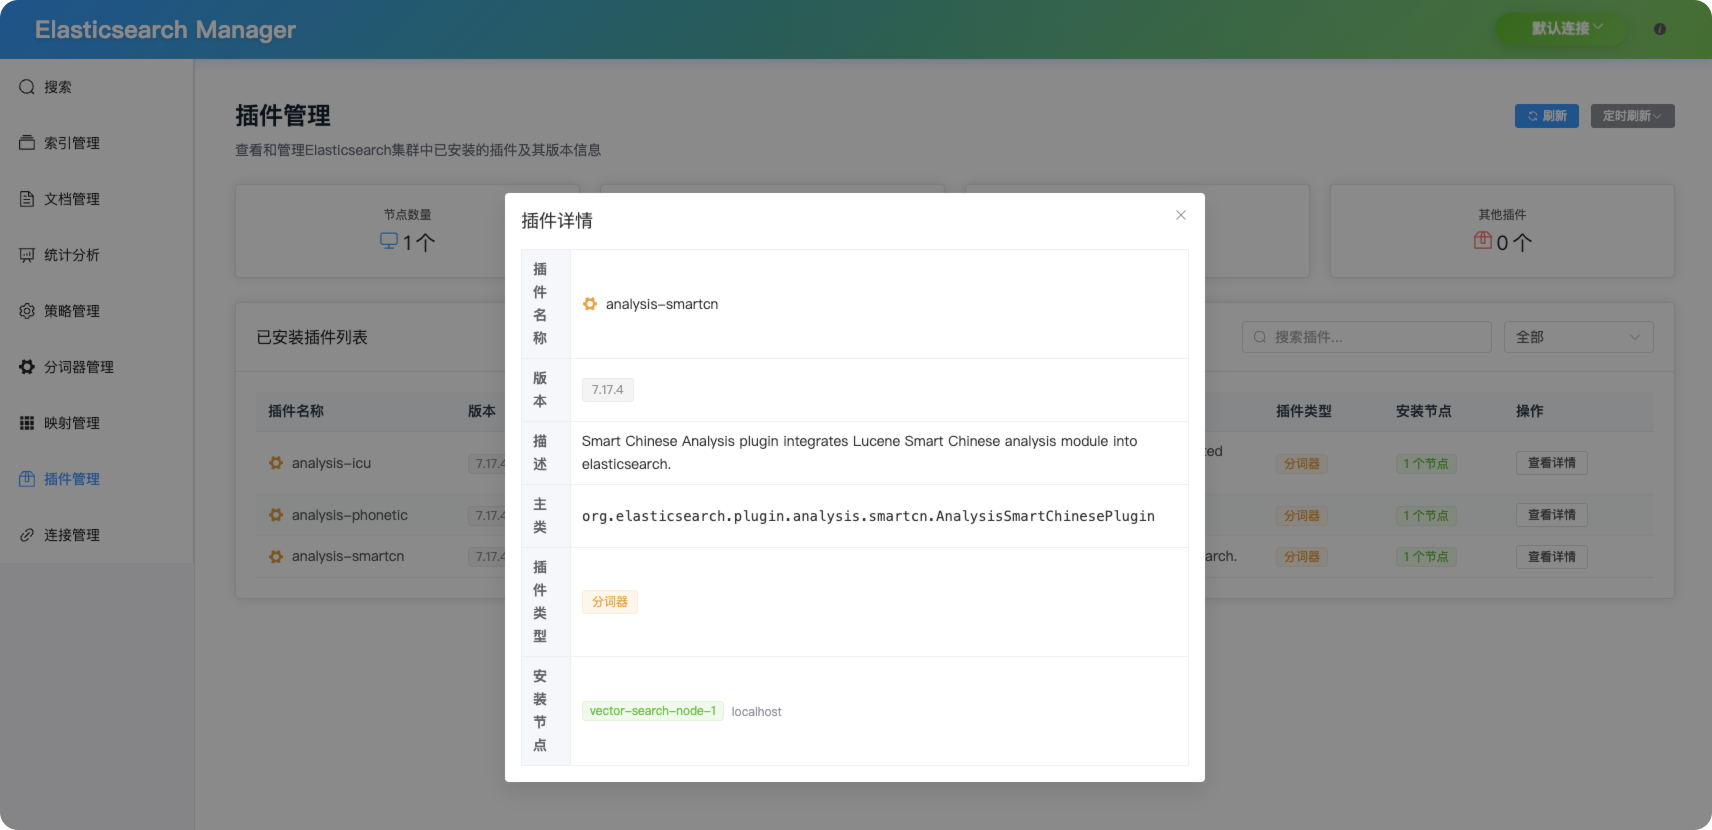 Elasticsearch Manager
默认连接
搜索
索引管理
文档管理
统计分析
策略管理
分词器管理
映射管理
插件管理
连接管理
插件管理
查看和管理Elasticsearch集群中已安装的插件及其版本信息
刷新
定时刷新
节点数量
1 个
其他插件
0 个
已安装插件列表
搜索插件...
全部
插件名称
版本
插件类型
安装节点
操作
analysis-icu
7.17.4
ted
分词器
1 个节点
查看详情
analysis-phonetic
7.17.4
分词器
1 个节点
查看详情
analysis-smartcn
7.17.4
arch.
分词器
1 个节点
查看详情
插件详情
插件名称
analysis-smartcn
版本
7.17.4
描述
Smart Chinese Analysis plugin integrates Lucene Smart Chinese analysis module into
elasticsearch.
主类
org.elasticsearch.plugin.analysis.smartcn.AnalysisSmartChinesePlugin
插件类型
分词器
安装节点
vector-search-node-1 localhost